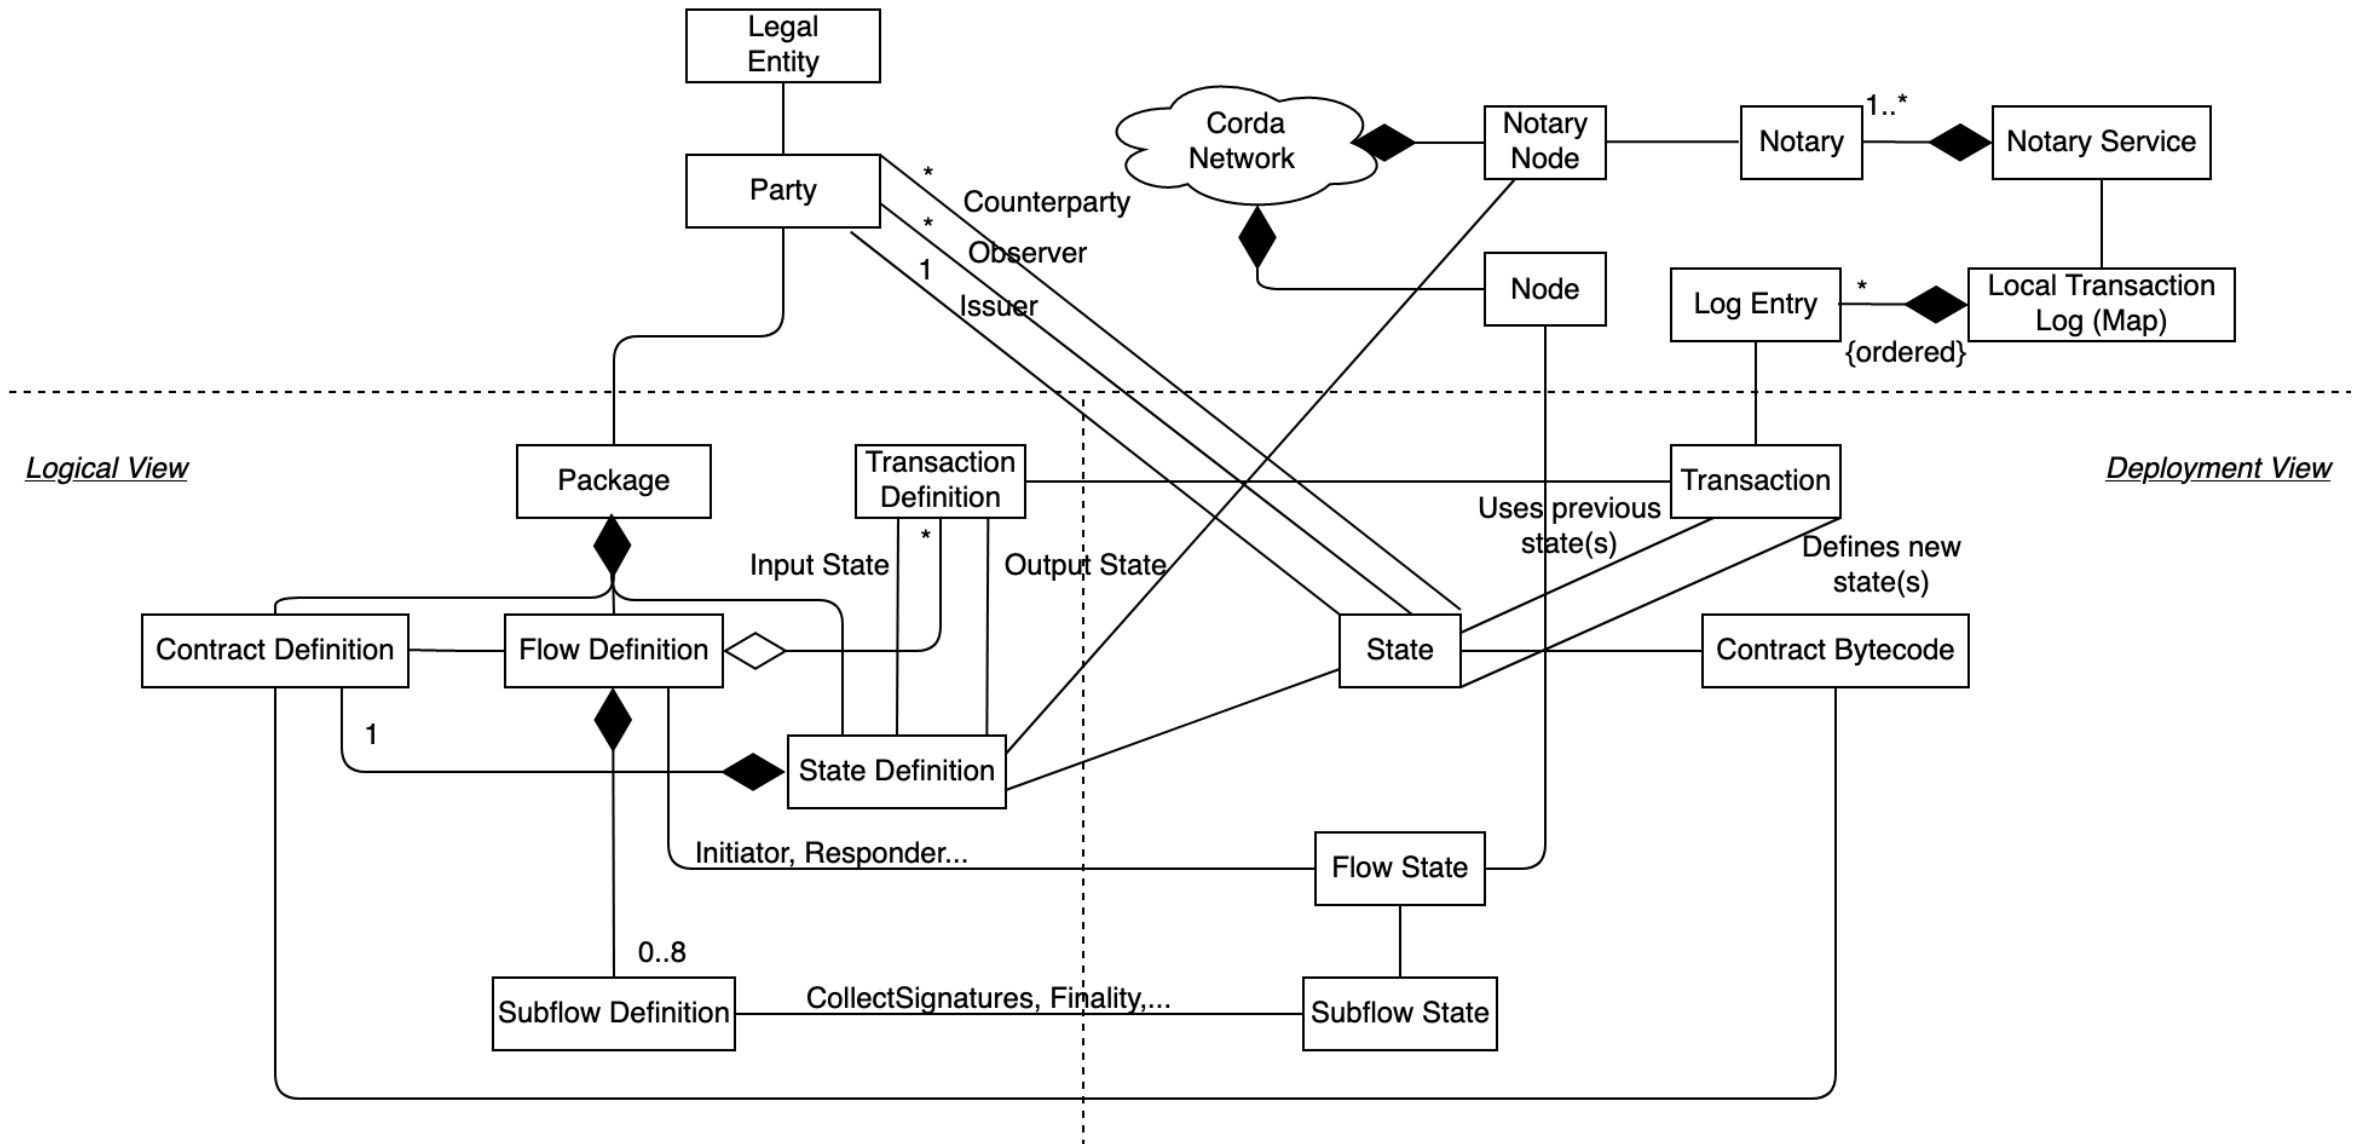 Legal
Entity
Corda
Network
Notary
Node
Notary
1..*
Notary Service
Party
*
Counterparty
*
Observer
1
Issuer
Node
Log Entry
*
{ordered}
Local Transaction
Log (Map)
Logical View
Deployment View
Package
Transaction
Definition
Transaction
Uses previous
state(s)
Defines new
state(s)
*
Input State
Output State
Contract Definition
Flow Definition
State
Contract Bytecode
1
State Definition
Initiator, Responder...
Flow State
0..8
Subflow Definition
CollectSignatures, Finality,...
Subflow State